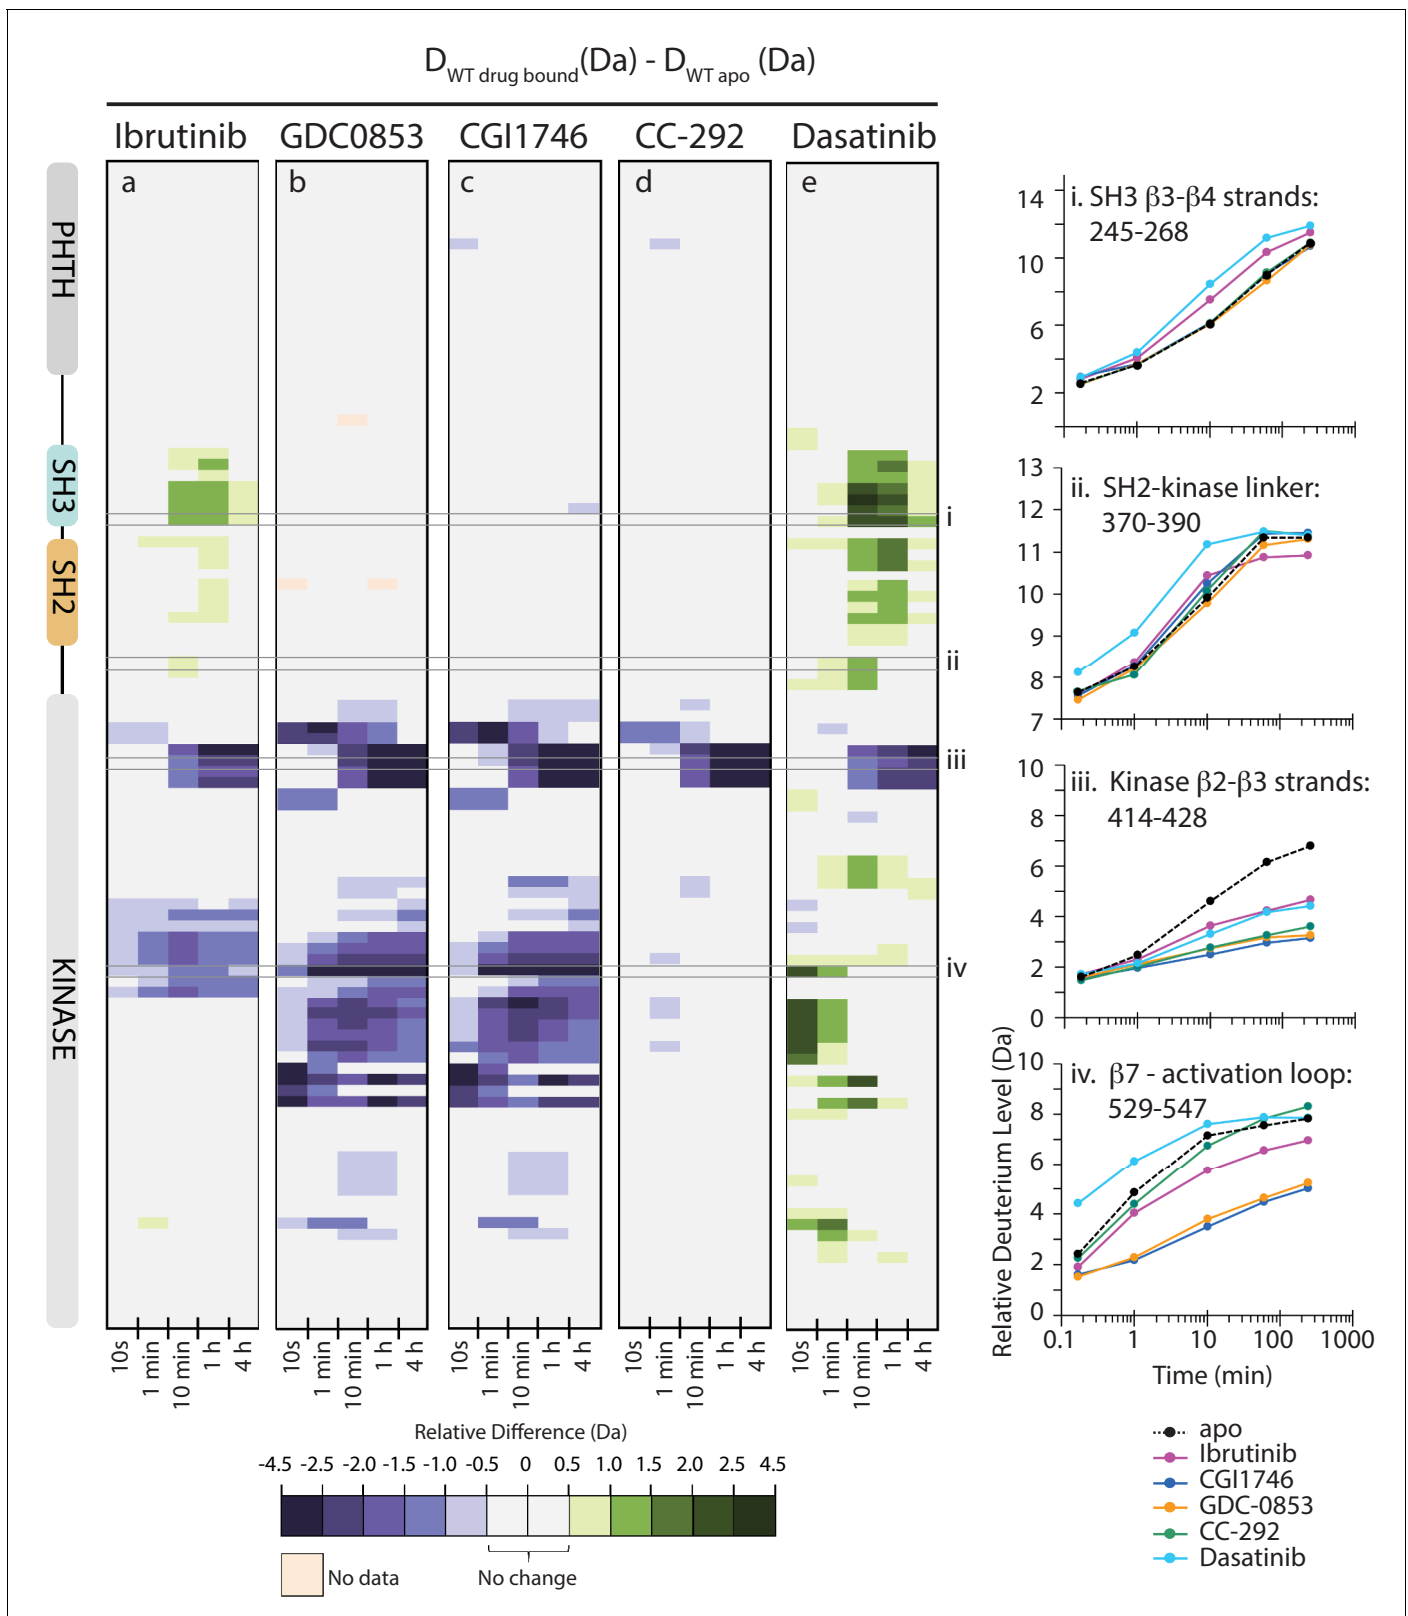 D WT drug bound (Da) - D WT apo (Da)
Ibrutinib GDC0853 CGI1746 CC-292 Dasatinib
a b c d e
PHTH
SH3
SH2
KINASE
i
ii
iii
iv
10s 1 min 10 min 1 h 4 h
10s 1 min 10 min 1 h 4 h
10s 1 min 10 min 1 h 4 h
10s 1 min 10 min 1 h 4 h
10s 1 min 10 min 1 h 4 h
Relative Difference (Da)
-4.5 -2.5 -2.0 -1.5 -1.0 -0.5 0 0.5 1.0 1.5 2.0 2.5 4.5
No data
No change
i. SH3 β3-β4 strands:
245-268
14
10
6
2
ii. SH2-kinase linker:
370-390
13
12
11
10
9
8
7
iii. Kinase β2-β3 strands:
414-428
10
8
6
4
2
0
iv. β7 - activation loop:
529-547
10
8
6
4
2
0
Relative Deuterium Level (Da)
0.1 1 10 100 1000
Time (min)
apo
Ibrutinib
CGI1746
GDC-0853
CC-292
Dasatinib